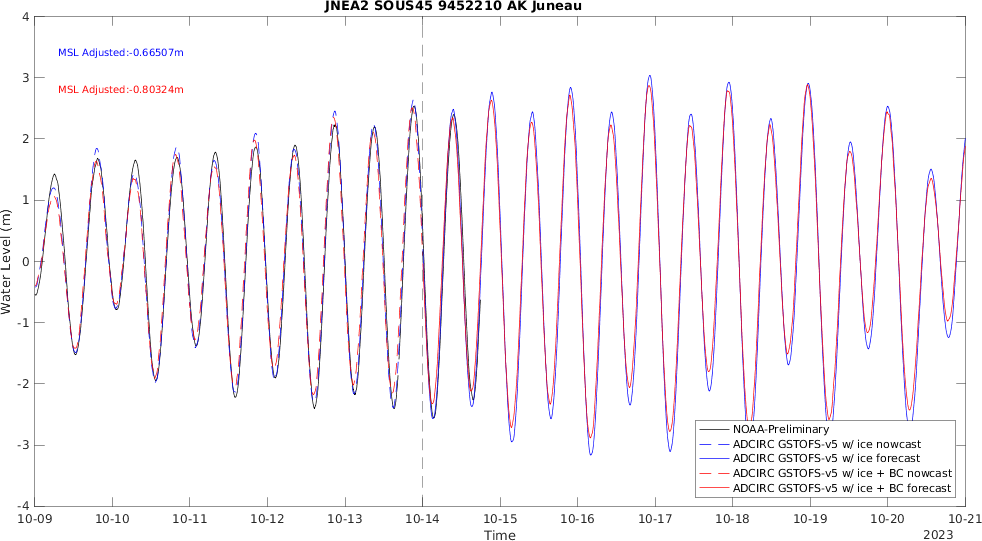 JNEA2 SOUS45 9452210 AK Juneau
4
MSL Adjusted:-0.66507m
3
MSL Adjusted:-0.80324m
2
1
0
-1
-2
-3
-4
Water Level (m)
NOAA-Preliminary
ADCIRC GSTOFS-v5 w/ ice nowcast
ADCIRC GSTOFS-v5 w/ ice forecast
ADCIRC GSTOFS-v5 w/ ice + BC nowcast
ADCIRC GSTOFS-v5 w/ ice + BC forecast
10-09 10-10 10-11 10-12 10-13 10-14 10-15 10-16 10-17 10-18 10-19 10-20 10-21
Time
2023